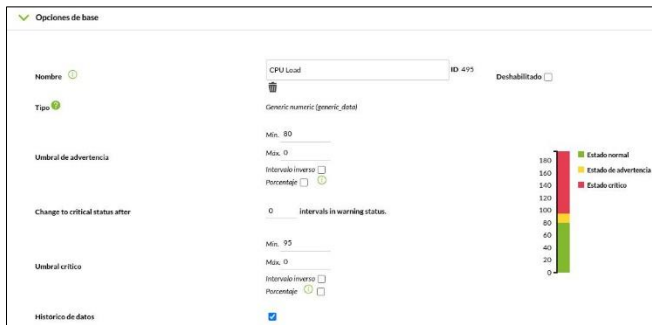 Opciones de base
Nombre
CPU Load
ID 495
Deshabilitado
Tipo
Generic numeric (generic_data)
Umbral de advertencia
Mín. 80
Máx. 0
Intervalo inverso
Porcentaje
Change to critical status after
0 intervals in warning status.
Umbral crítico
Mín. 95
Máx. 0
Intervalo inverso
Porcentaje
Histórico de datos
180
160
140
120
100
80
60
40
20
0
Estado normal
Estado de advertencia
Estado crítico